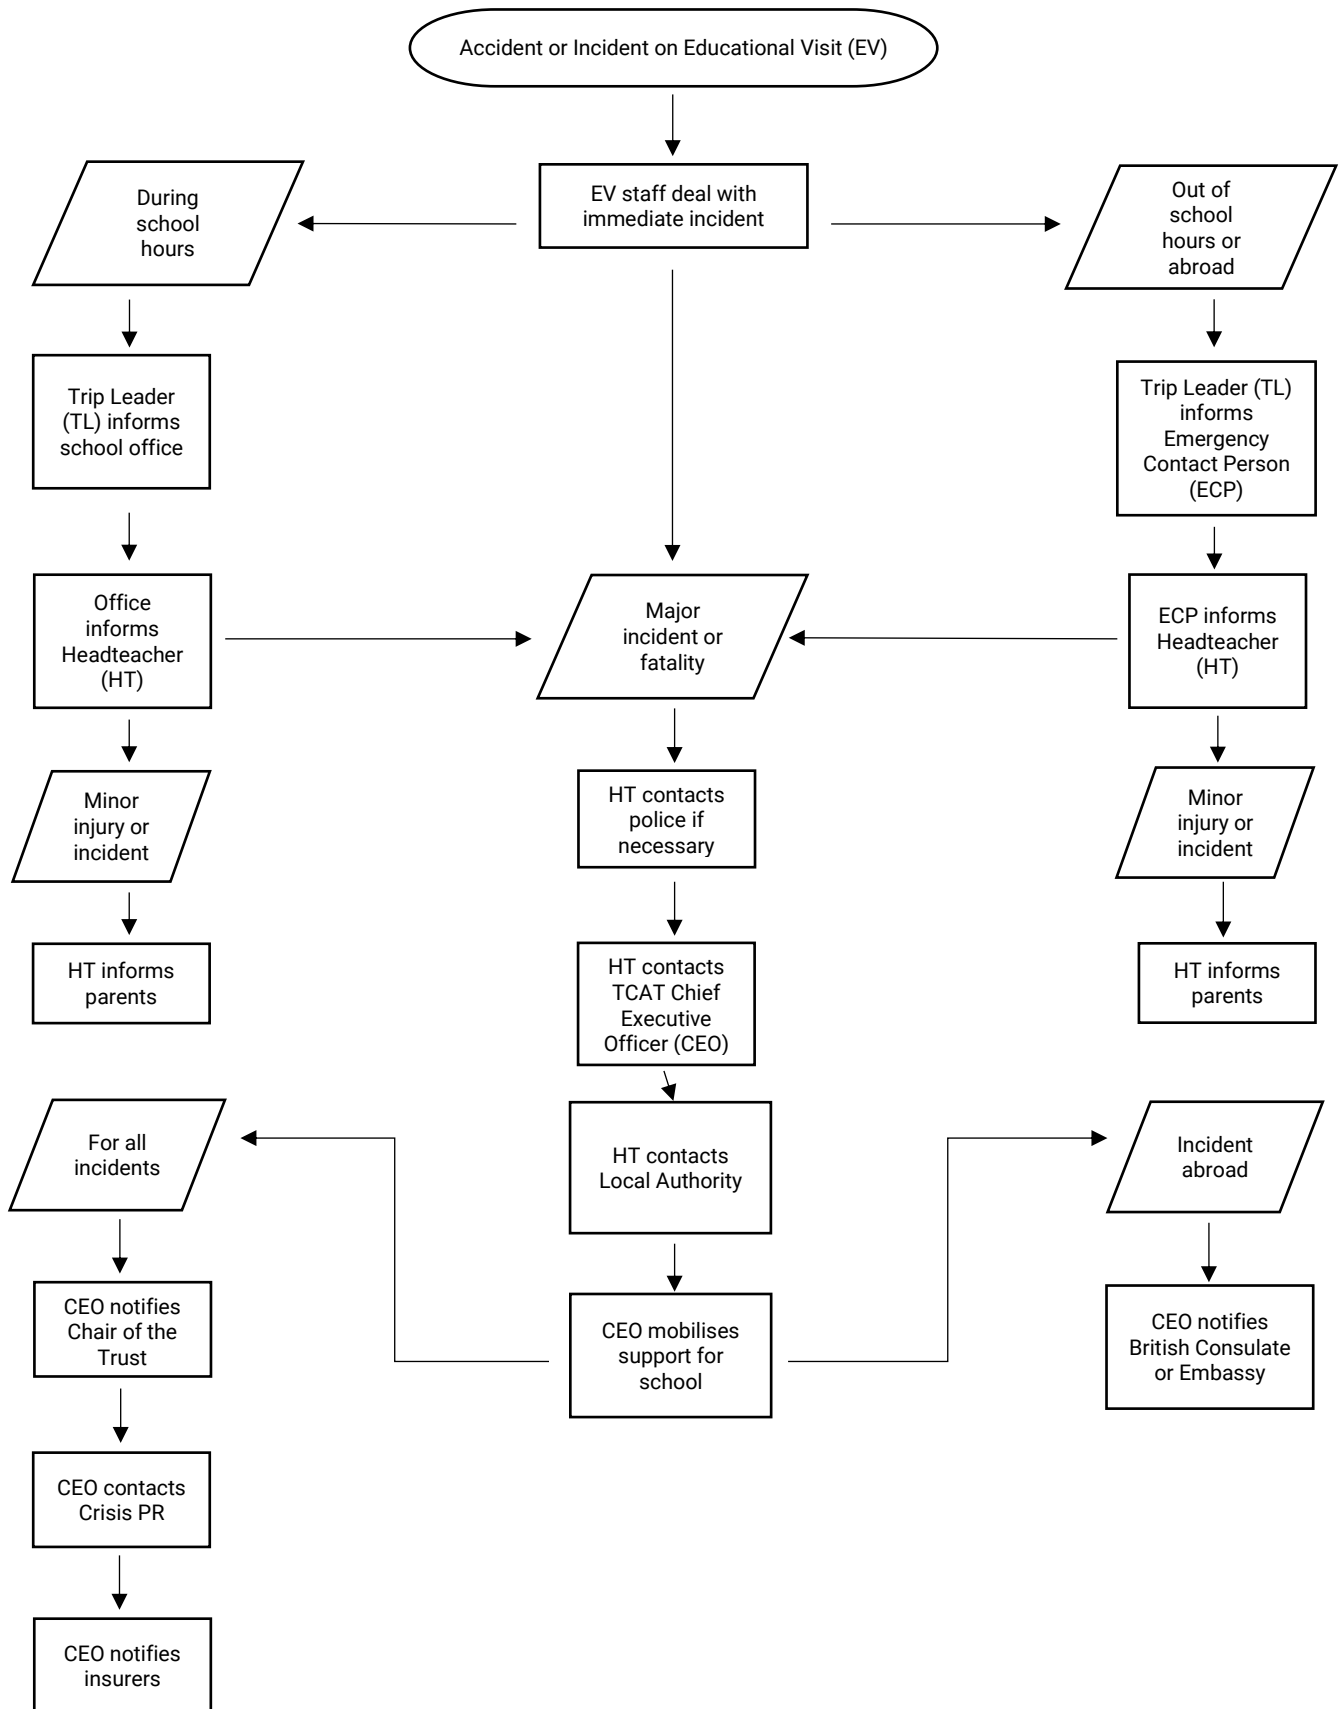 Accident or Incident on Educational Visit (EV)
During
school
hours
EV staff deal with
immediate incident
Out of
school
hours or
abroad
Trip Leader
(TL) informs
school office
Trip Leader (TL)
informs
Emergency
Contact Person
(ECP)
Office
informs
Headteacher
(HT)
Major
incident or
fatality
ECP informs
Headteacher
(HT)
Minor
injury or
incident
HT contacts
police if
necessary
Minor
injury or
incident
HT informs
parents
HT contacts
TCAT Chief
Executive
Officer (CEO)
HT informs
parents
For all
incidents
HT contacts
Local Authority
Incident
abroad
CEO notifies
Chair of the
Trust
CEO mobilises
support for
school
CEO notifies
British Consulate
or Embassy
CEO contacts
Crisis PR
CEO notifies
insurers